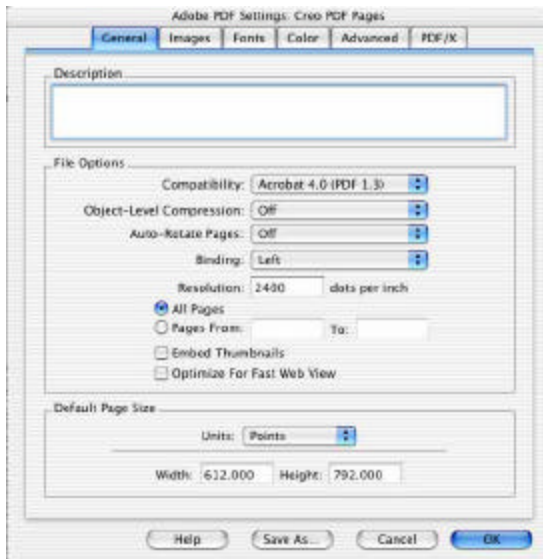 Adobe PDF Settings: Creo PDF Pages
General Images Fonts Color Advanced PDF/X
Description
File Options
Compatibility: Acrobat 4.0 (PDF 1.3)
Object-Level Compression: Off
Auto-Rotate Pages: Off
Binding: Left
Resolution: 2400 dots per inch
All Pages
Pages From: To:
Embed Thumbnails
Optimize For Fast Web View
Default Page Size
Units: Points
Width: 612.000 Height: 792.000
Help Save As... Cancel OK